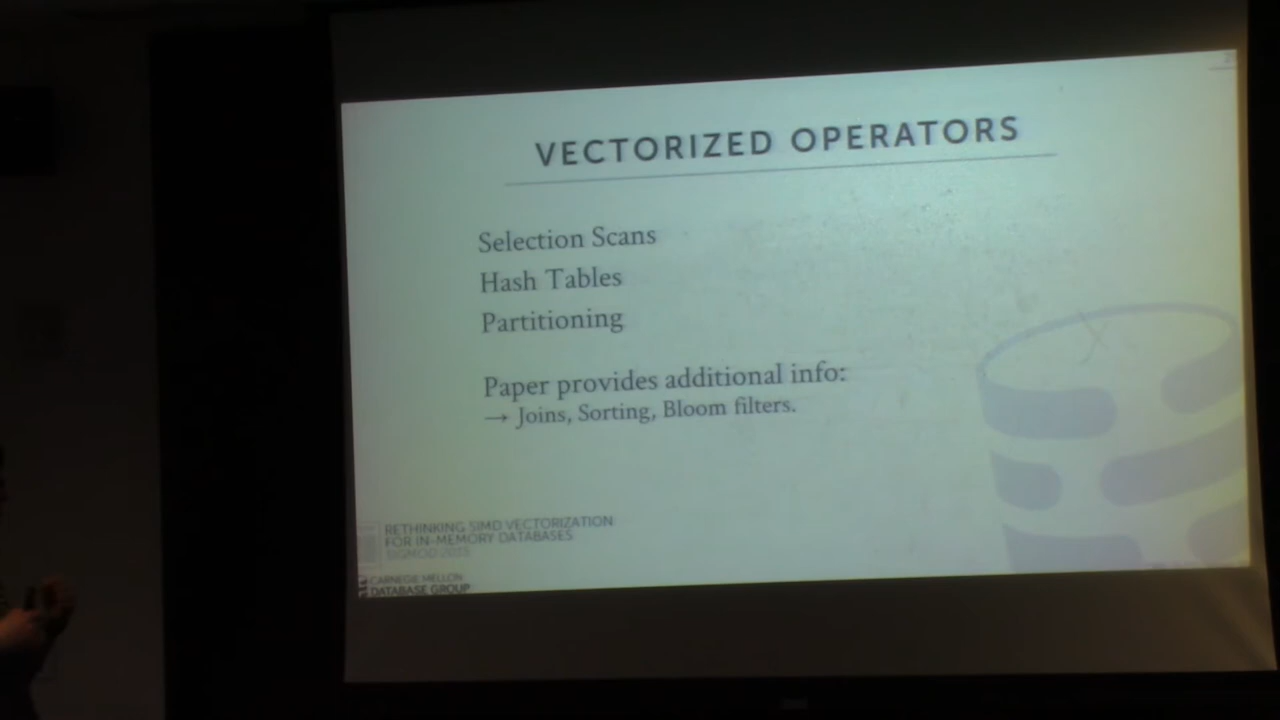 VECTORIZED OPERATORS
Selection Scans
Hash Tables
Partitioning
Paper provides additional info:
→ Joins, Sorting, Bloom filters.
RETHINKING SIMD VECTORIZATION
FOR IN-MEMORY DATABASES
CARNEGIE MELLON
DATABASE GROUP